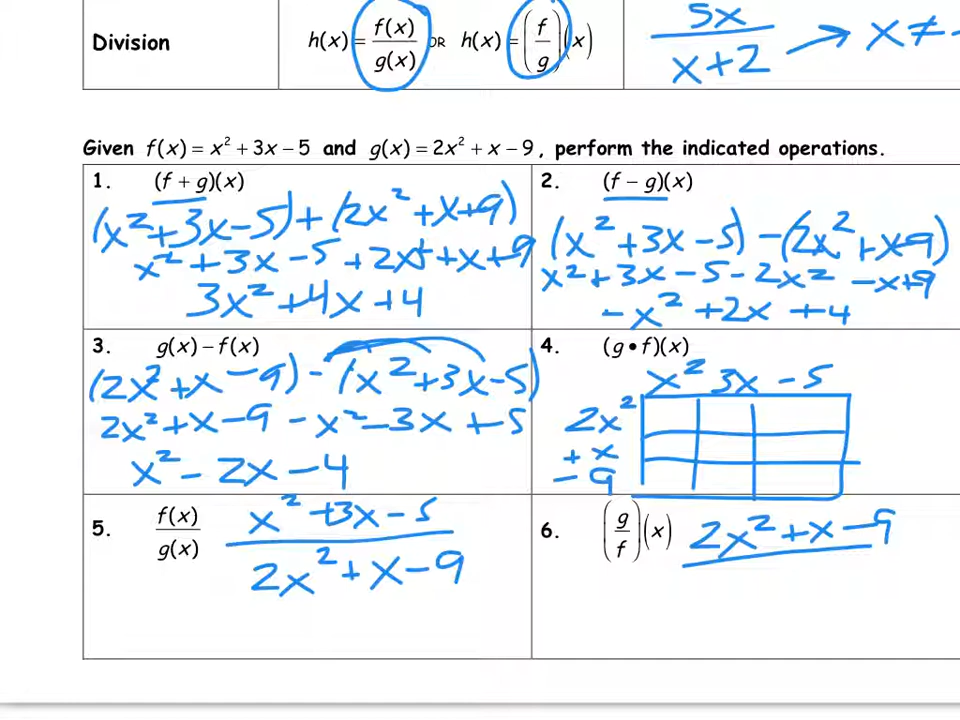 Division h(x) = f(x)/g(x) OR h(x) = (f/g)(x) 5x/x+2 → x ≠ -
Given f(x) = x² + 3x – 5 and g(x) = 2x² + x – 9, perform the indicated operations.
1. (f + g)(x)
(x²+3x-5)+(2x²+x+9)
x²+3x-5+2x²+x+9
3x²+4x+4
2. (f – g)(x)
(x²+3x-5)-(2x²+x-9)
x²+3x-5-2x²-x+9
-x²+2x+4
3. g(x) – f(x)
(2x²+x-9)-(x²+3x-5)
2x²+x-9-x²-3x+5
x²-2x-4
4. (g • f)(x)
x² 3x -5
2x²
+x
-9
5. f(x)/g(x) x²+3x-5/2x²+x-9
6. (g/f)(x) 2x²+x-9